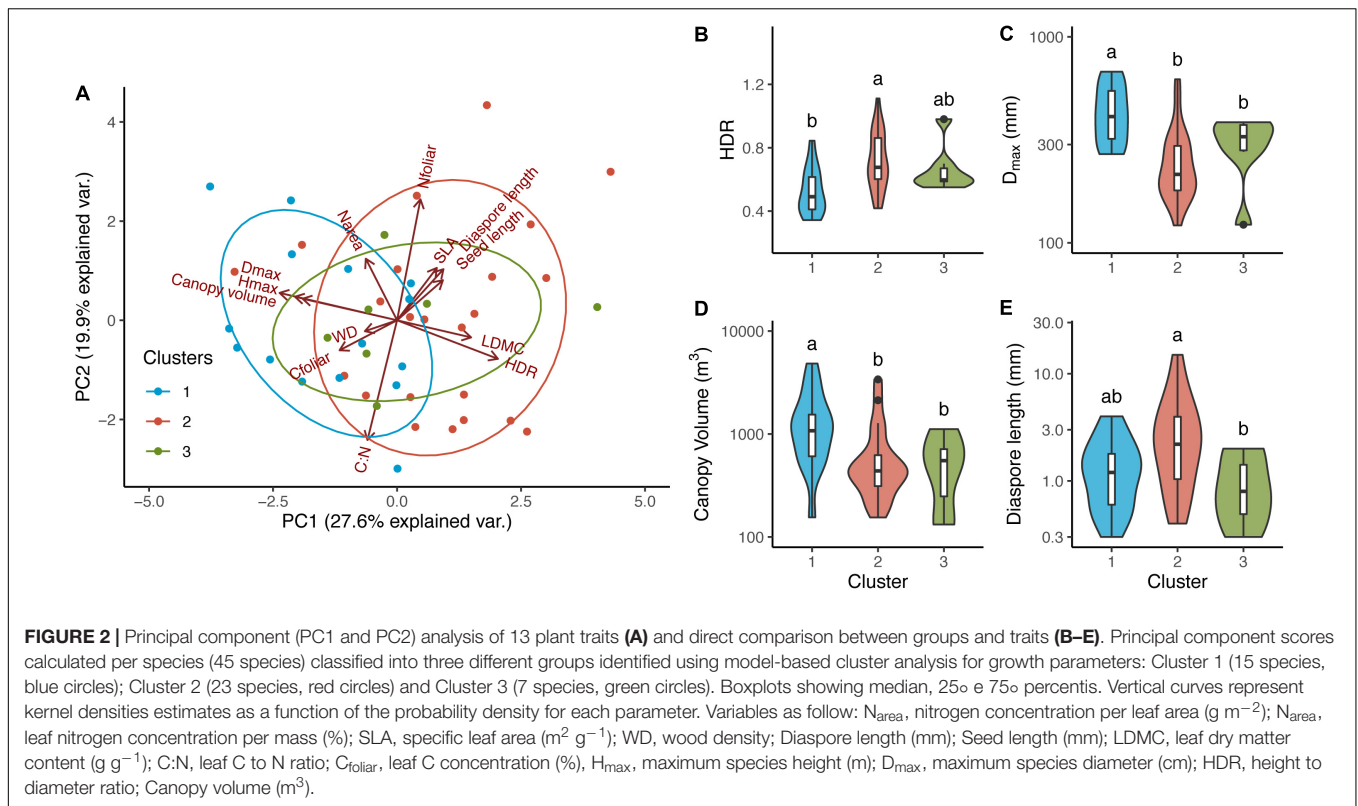 A
PC2 (19.9% explained var.)
4
2
0
−2
−5.0
−2.5
0.0
2.5
5.0
PC1 (27.6% explained var.)
Nfoliar
Narea
SLA
Diaspore length
Seed length
Dmax
Hmax
Canopy volume
WD
Cfoliar
LDMC
HDR
C:N
Clusters
1
2
3
B
HDR
1.2
0.8
0.4
b
a
ab
1
2
3
C
Dmax (mm)
1000
300
100
a
b
b
1
2
3
D
Canopy Volume (m³)
10000
1000
100
a
b
b
1
2
3
Cluster
E
Diaspore length (mm)
30.0
10.0
3.0
1.0
0.3
ab
a
b
1
2
3
Cluster
FIGURE 2 | Principal component (PC1 and PC2) analysis of 13 plant traits (A) and direct comparison between groups and traits (B–E). Principal component scores
calculated per species (45 species) classified into three different groups identified using model-based cluster analysis for growth parameters: Cluster 1 (15 species,
blue circles); Cluster 2 (23 species, red circles) and Cluster 3 (7 species, green circles). Boxplots showing median, 25∘ e 75∘ percentis. Vertical curves represent
kernel densities estimates as a function of the probability density for each parameter. Variables as follow: Narea, nitrogen concentration per leaf area (g m−2); Narea,
leaf nitrogen concentration per mass (%); SLA, specific leaf area (m2 g−1); WD, wood density; Diaspore length (mm); Seed length (mm); LDMC, leaf dry matter
content (g g−1); C:N, leaf C to N ratio; Cfoliar, leaf C concentration (%), Hmax, maximum species height (m); Dmax, maximum species diameter (cm); HDR, height to
diameter ratio; Canopy volume (m3).